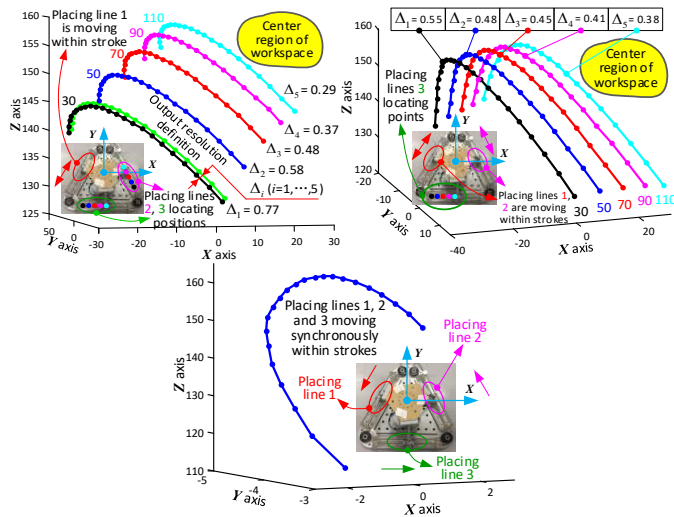 Placing line 1
is moving
within stroke
110
90
70
50
30
Center
region of
workspace
Output resolution
definition
Δ5 = 0.29
Δ4 = 0.37
Δ3 = 0.48
Δ2 = 0.58
Δi (i=1,···,5)
Δ1 = 0.77
Placing lines
2, 3 locating
positions
Y
X
Z axis
160
155
150
145
140
135
130
125
Y axis
20
0
-20
-30
-20
-10
0
10
20
30
X axis
Δ1 = 0.55
Δ2 = 0.48
Δ3 = 0.45
Δ4 = 0.41
Δ5 = 0.38
Placing
lines 3
locating
points
Center
region of
workspace
Y
X
Placing lines 1,
2 are moving
within strokes
30
50
70
90
110
Z axis
160
150
140
130
120
Y axis
-20
0
20
40
-40
-20
0
20
X axis
Placing lines 1, 2
and 3 moving
synchronously
within strokes
Placing
line 2
Placing
line 1
Placing
line 3
Y
X
Z axis
160
150
140
130
120
110
Y axis
-5
-4
-3
-2
-1
0
2
X axis